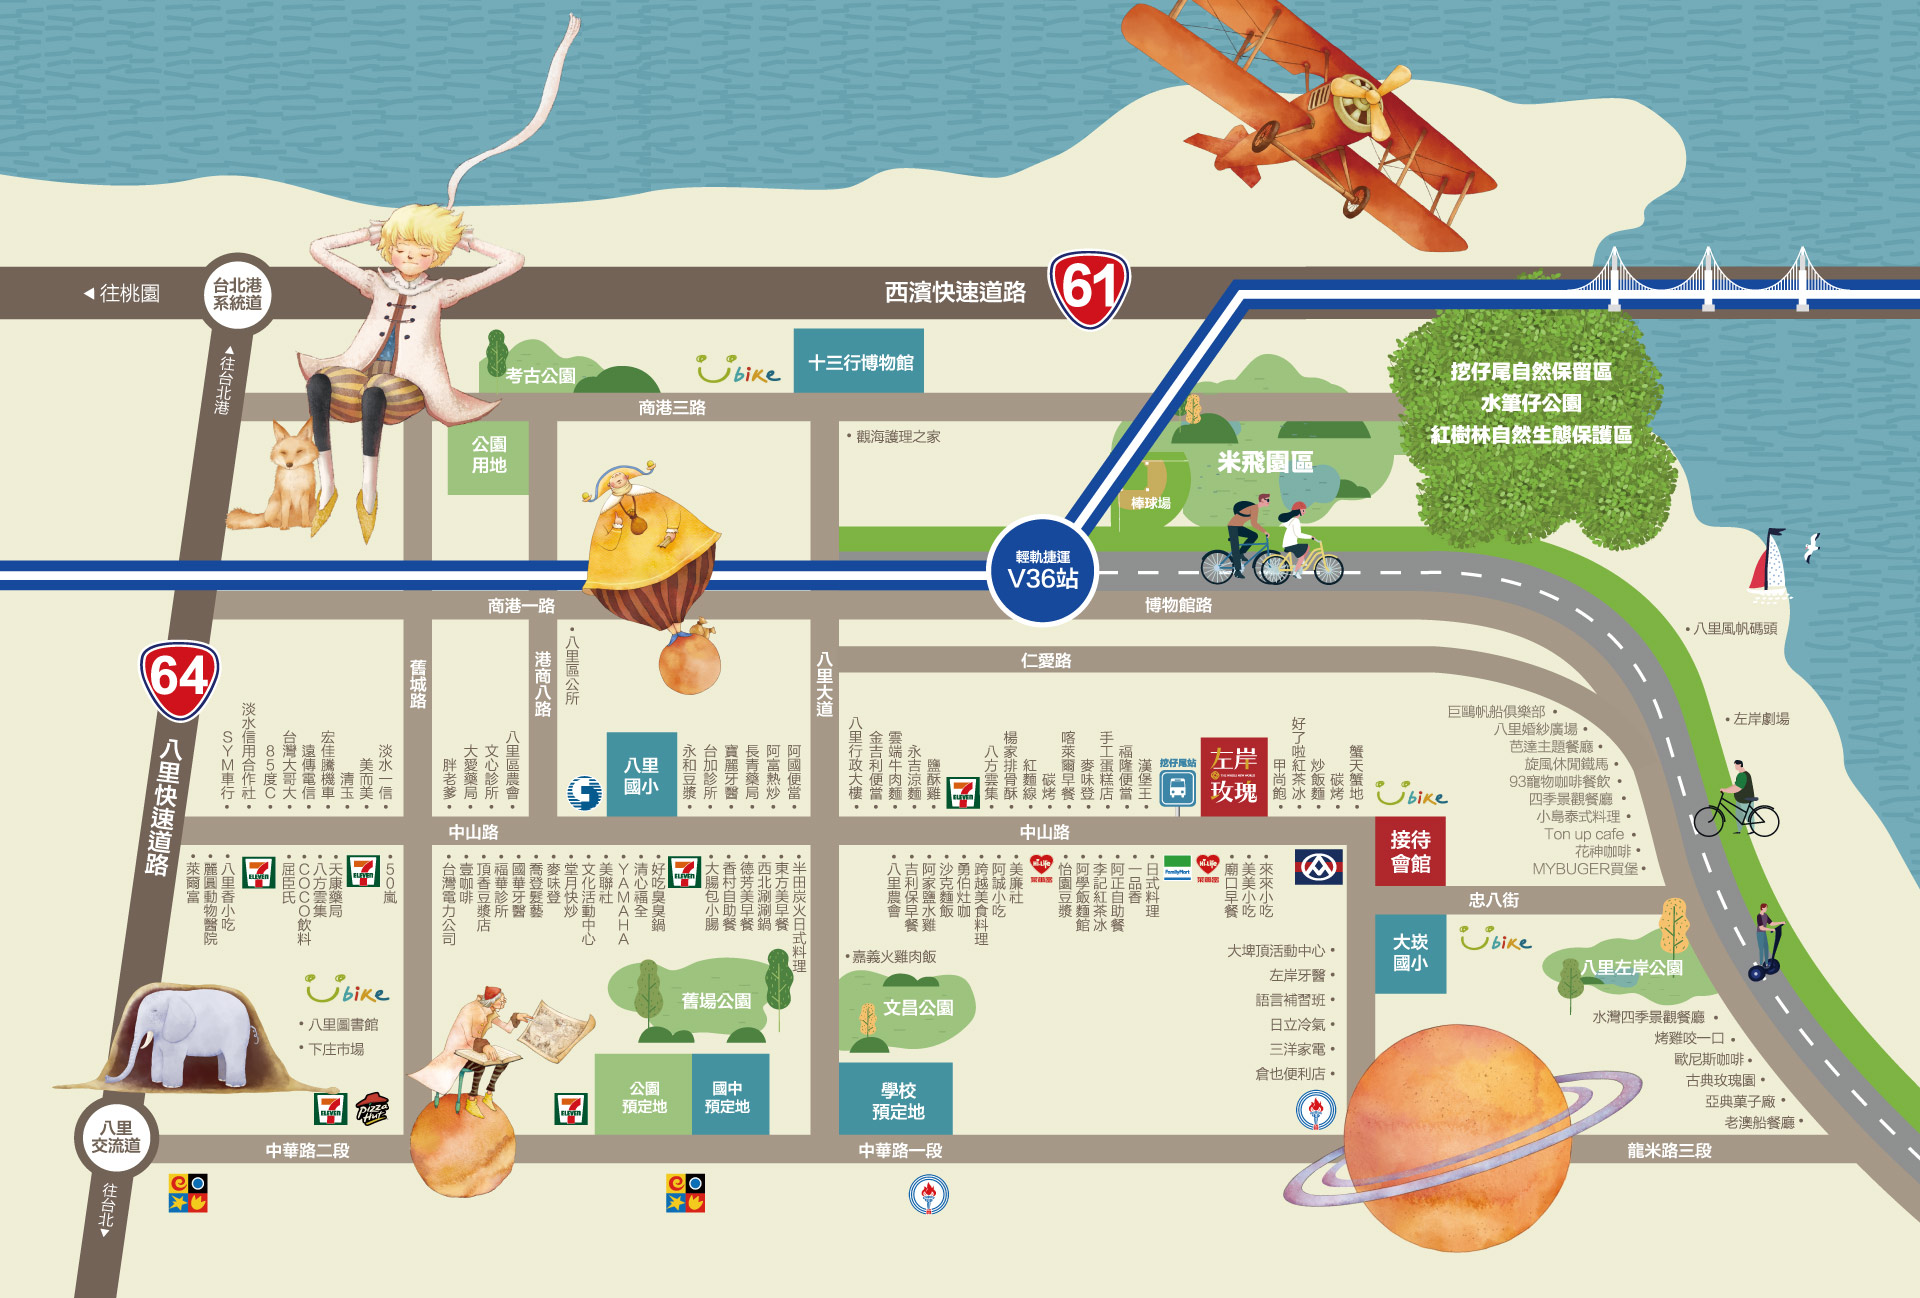 往桃園
台北港
系統道
西濱快速道路
61
往台北港
考古公園
Ubike
十三行博物館
商港三路
挖仔尾自然保留區
水筆仔公園
紅樹林自然生態保護區
公園
用地
•觀海護理之家
米飛園區
棒球場
輕軌捷運
V36站
商港一路
博物館路
仁愛路
•八里風帆碼頭
•左岸劇場
64
八里快速道路
舊城路
港商八路
•八里區公所
八里大道
SYM車行
淡水信用合作社
85度C
台灣大哥大
遠傳電信
宏佳騰機車
清玉
美而美
淡水一信
胖老爹
大愛藥局
文心診所
八里區農會
八里
國小
永和豆漿
台加診所
寶麗牙醫
長青藥局
阿富熱炒
阿國便當
八里行政大樓
金吉利便當
雲端牛肉麵
永吉涼麵
鹽酥雞
7-ELEVEN
八方雲集
楊家排骨酥
紅麵線
碳烤
喀萊爾早餐
麥味登
手工蛋糕店
福隆便當
漢堡王
挖仔尾站
左岸
玫瑰
甲尚飽
好了啦紅茶冰
炒飯麵
碳烤
蟹天蟹地
Ubike
巨鷗帆船俱樂部
八里婚紗廣場
芭達主題餐廳
旋風休閒鐵馬
93寵物咖啡餐飲
四季景觀餐廳
小島泰式料理
Ton up cafe
花神咖啡
MYBUGER買堡
中山路
中山路
接待
會館
忠八街
萊爾富
麗圓動物醫院
八里香小吃
7-ELEVEN
屈臣氏
COCO飲料
八方雲集
天康藥局
7-ELEVEN
50嵐
台灣電力公司
壹咖啡
頂香豆漿店
福華診所
國華牙醫
喬登髮藝
麥味登
堂月快炒
文化活動中心
美聯社
YAMAHA
清心福全
好吃臭臭鍋
7-ELEVEN
大腸包小腸
香村自助餐
德芳美早餐
西北涮涮鍋
東方美早餐
半田炭火日式料理
八里農會
吉利保早餐
阿家鹽水雞
沙克麵飯
勇伯灶咖
跨越美食料理
阿誠小吃
美廉社
Hi-Life
萊爾富
怡園豆漿
阿學飯麵館
李記紅茶冰
阿正自助餐
一品香
日式料理
FamilyMart
Hi-Life
萊爾富
廟口早餐
美美小吃
來來小吃
大崁
國小
Ubike
八里左岸公園
•嘉義火雞肉飯
文昌公園
舊場公園
大埤頂活動中心•
左岸牙醫•
語言補習班•
日立冷氣•
三洋家電•
倉也便利店•
水灣四季景觀餐廳•
烤雞咬一口•
歐尼斯咖啡•
古典玫瑰園•
亞典菓子廠•
老澳船餐廳•
Ubike
•八里圖書館
•下庄市場
7-ELEVEN
Pizza Hut
7-ELEVEN
公園
預定地
國中
預定地
學校
預定地
八里
交流道
中華路二段
中華路一段
龍米路三段
往台北